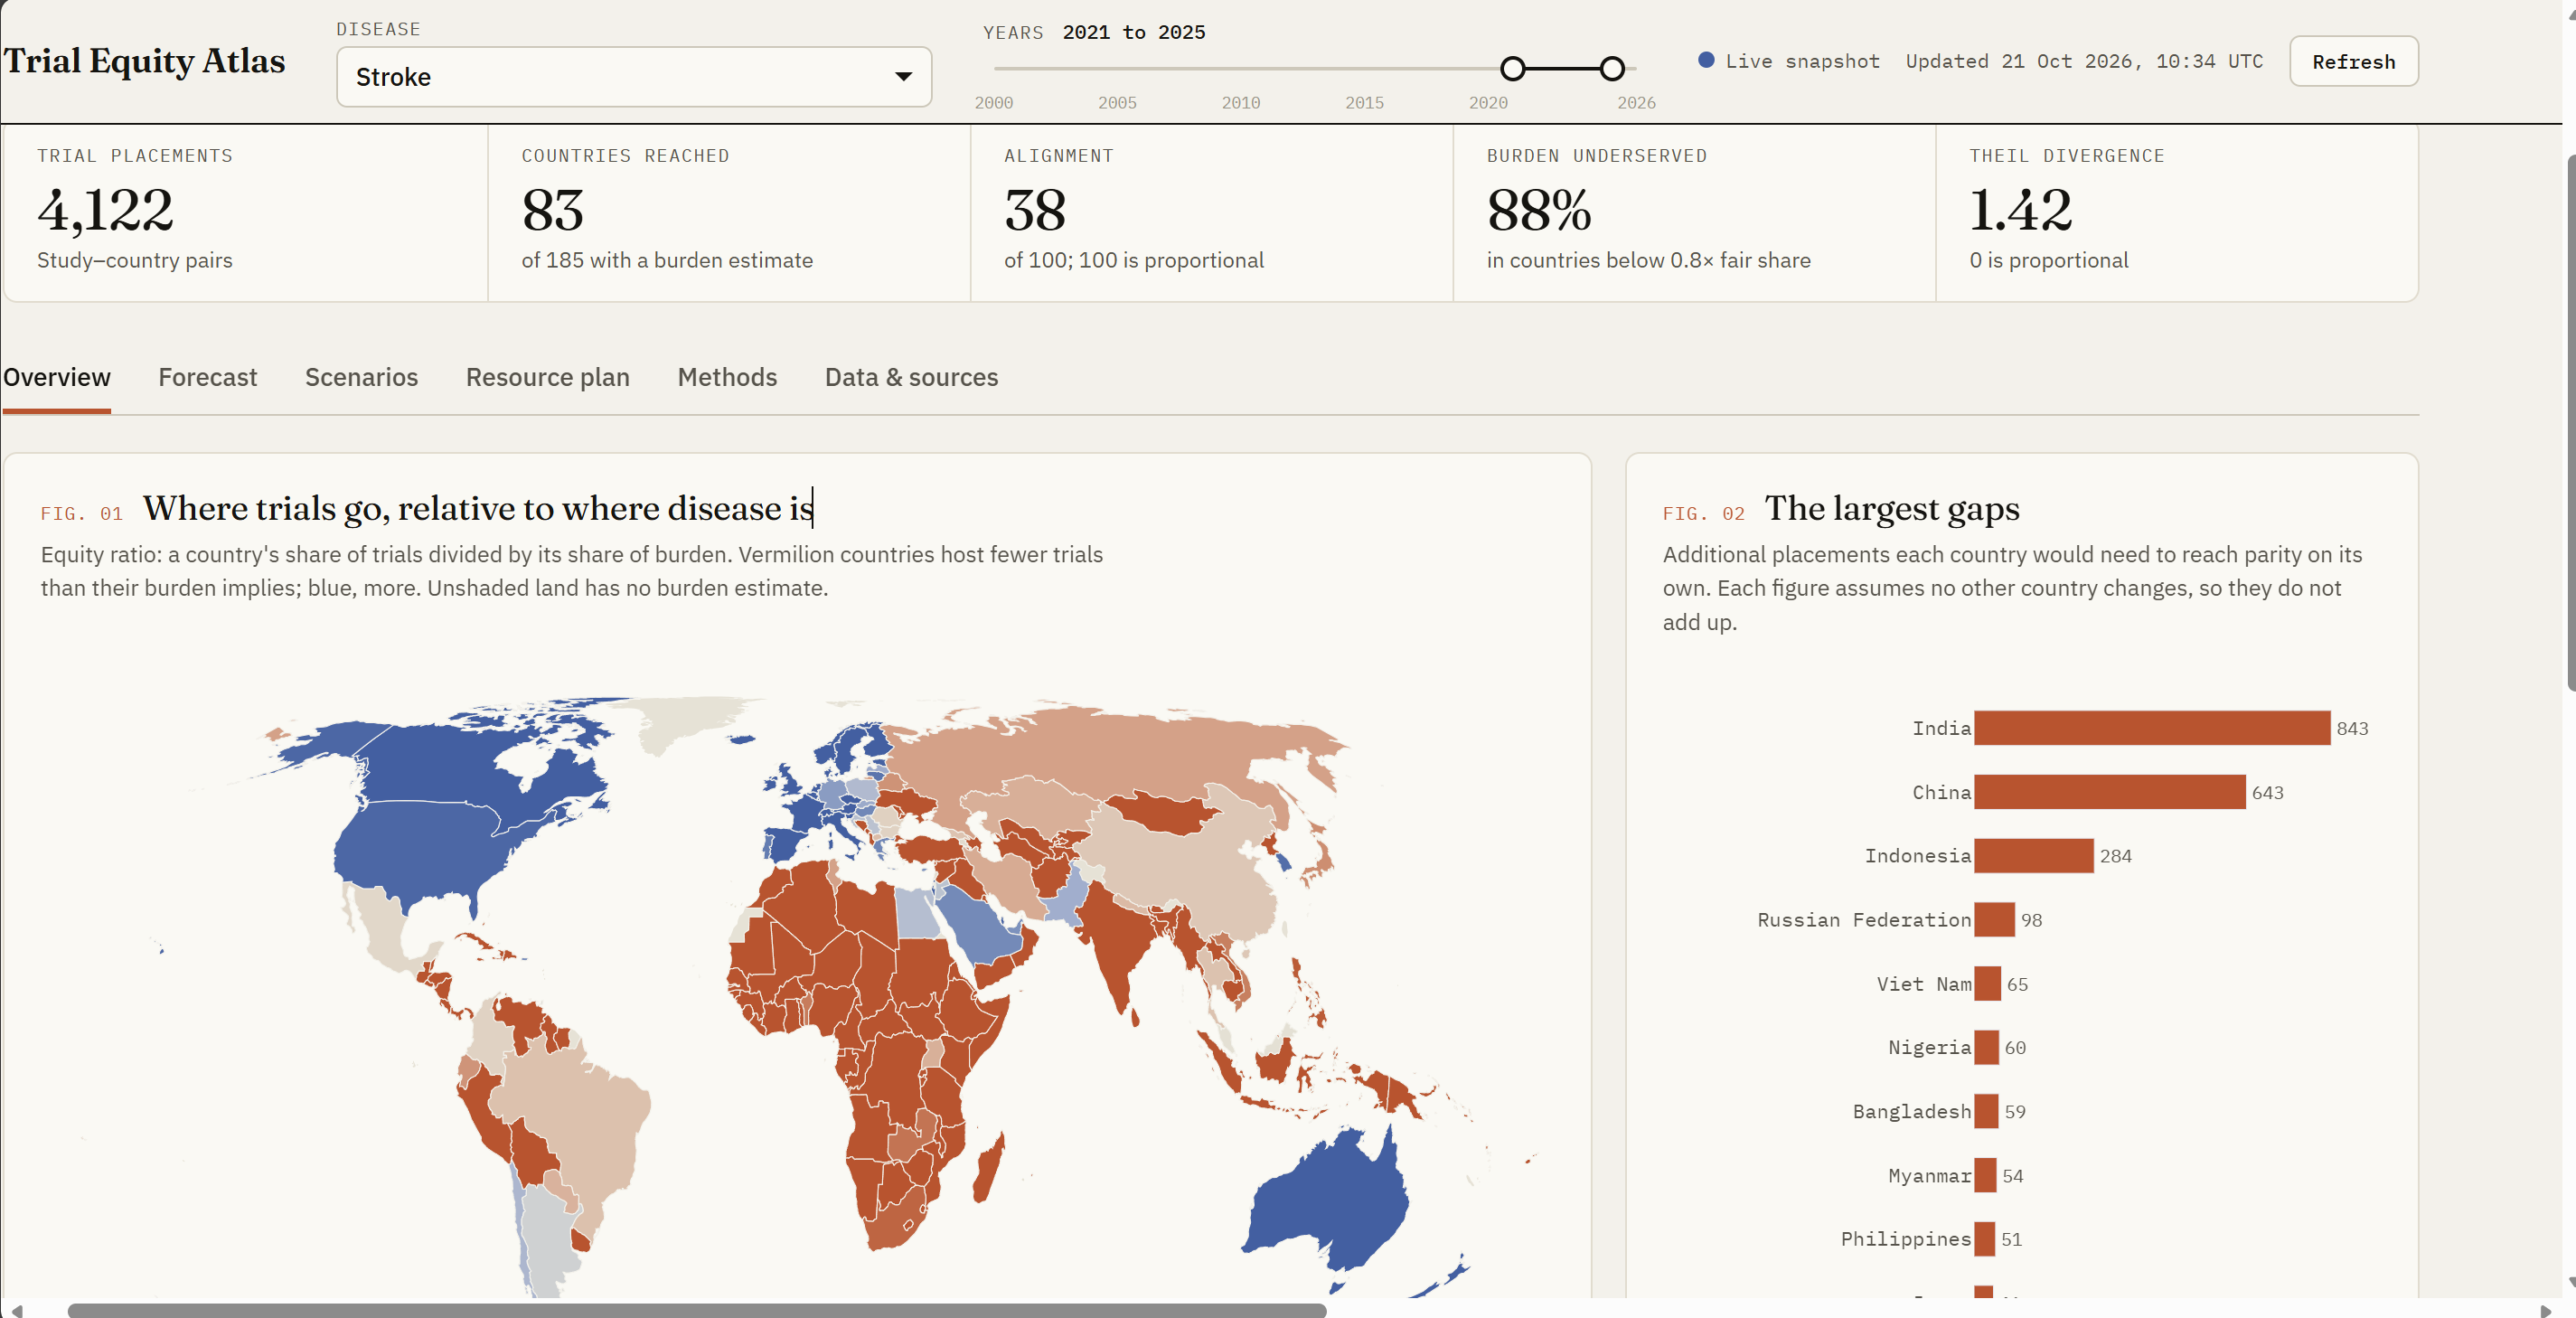 Trial Equity Atlas
DISEASE
Stroke
YEARS 2021 to 2025
2000 2005 2010 2015 2020 2026
Live snapshot Updated 21 Oct 2026, 10:34 UTC
Refresh
TRIAL PLACEMENTS
4,122
Study–country pairs
COUNTRIES REACHED
83
of 185 with a burden estimate
ALIGNMENT
38
of 100; 100 is proportional
BURDEN UNDERSERVED
88%
in countries below 0.8× fair share
THEIL DIVERGENCE
1.42
0 is proportional
Overview Forecast Scenarios Resource plan Methods Data & sources
FIG. 01 Where trials go, relative to where disease is
Equity ratio: a country's share of trials divided by its share of burden. Vermilion countries host fewer trials
than their burden implies; blue, more. Unshaded land has no burden estimate.
FIG. 02 The largest gaps
Additional placements each country would need to reach parity on its
own. Each figure assumes no other country changes, so they do not
add up.
India 843
China 643
Indonesia 284
Russian Federation 98
Viet Nam 65
Nigeria 60
Bangladesh 59
Myanmar 54
Philippines 51